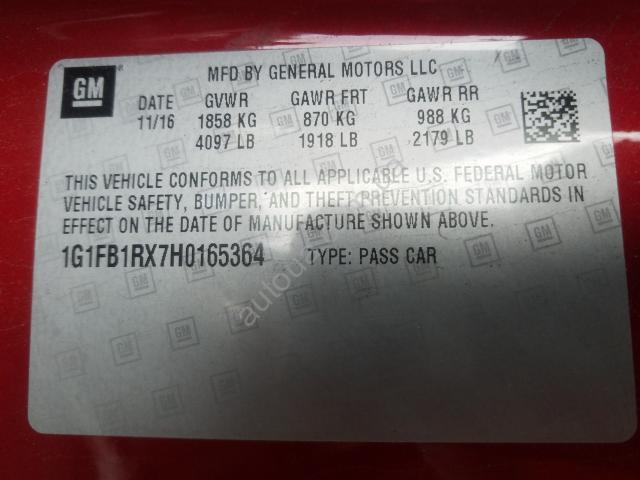 GM
MFD BY GENERAL MOTORS LLC
DATE GVWR GAWR FRT GAWR RR
11/16 1858 KG 870 KG 988 KG
4097 LB 1918 LB 2179 LB
THIS VEHICLE CONFORMS TO ALL APPLICABLE U.S. FEDERAL MOTOR
VEHICLE SAFETY, BUMPER, AND THEFT PREVENTION STANDARDS IN
EFFECT ON THE DATE OF MANUFACTURE SHOWN ABOVE.
1G1FB1RX7H0165364 TYPE: PASS CAR